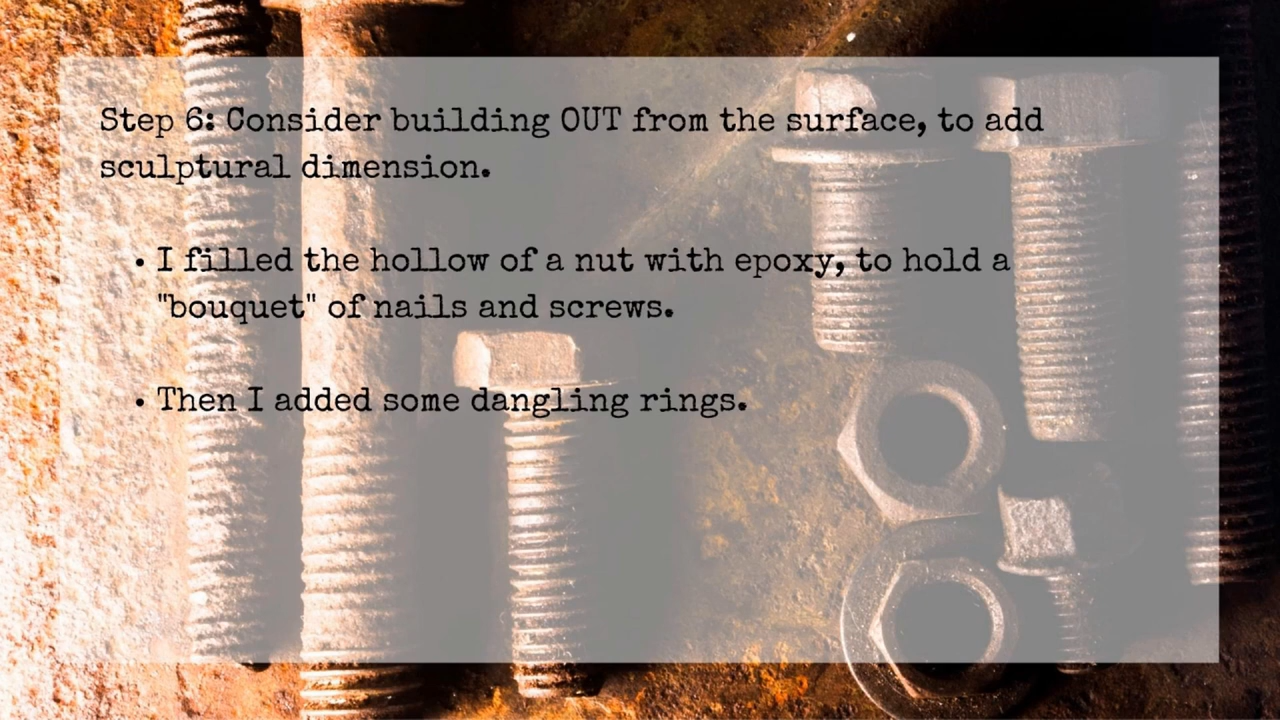 Step 6: Consider building OUT from the surface, to add
sculptural dimension.
• I filled the hollow of a nut with epoxy, to hold a
"bouquet" of nails and screws.
• Then I added some dangling rings.